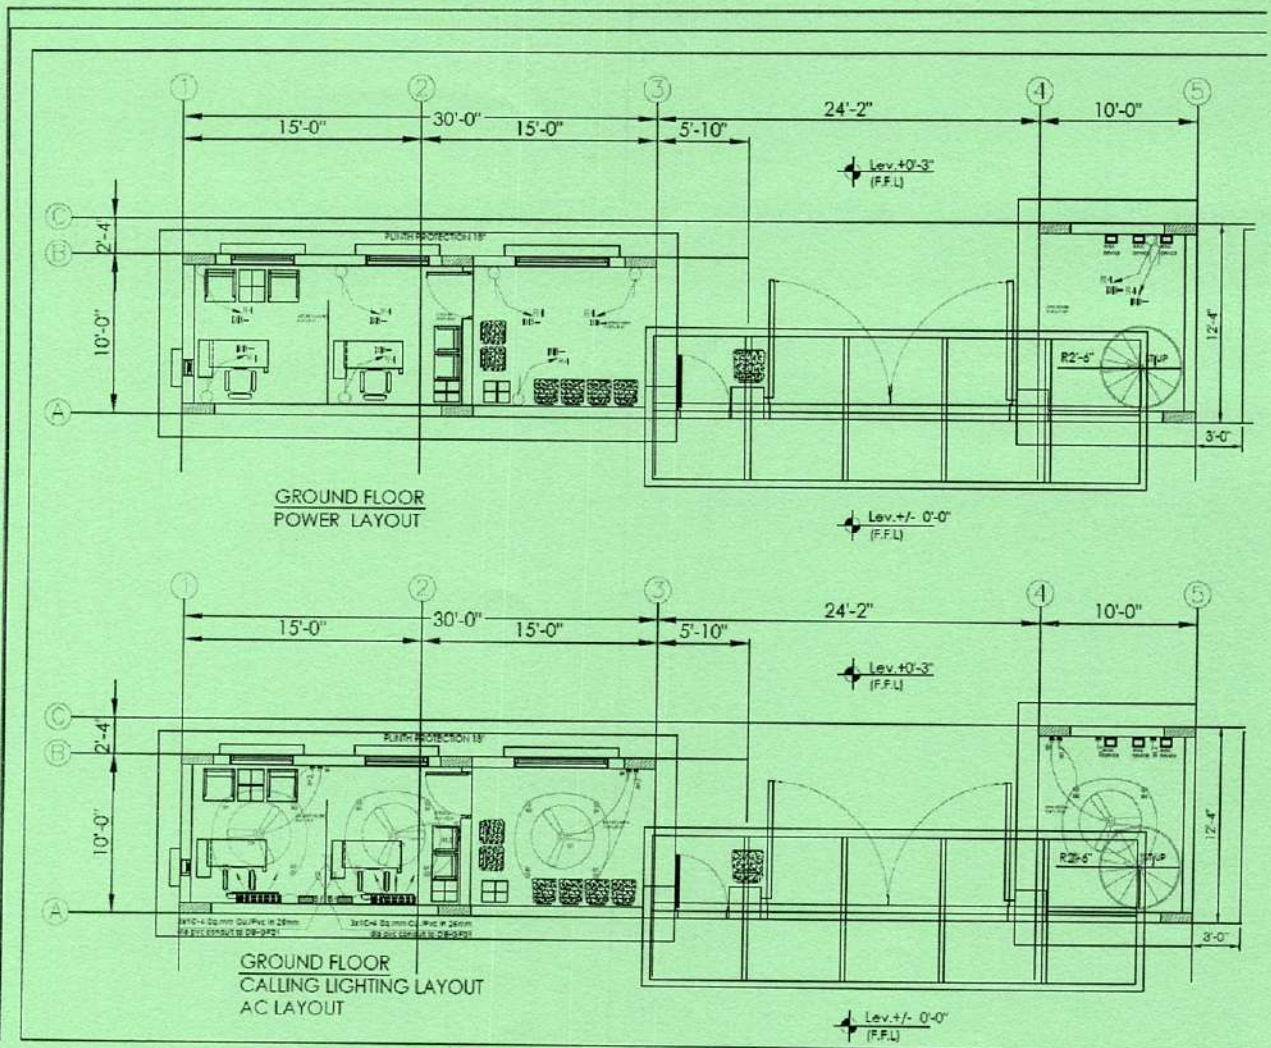 1 2 3 4 5
30'-0" 24'-2" 10'-0"
15'-0" 15'-0" 5'-10"
Lev.+0'-3"
(F.F.L)
C
2'-4"
B
PLINTH PROTECTION 18"
10'-0"
12'-4"
R2'-6"
UP
A
3'-0"
GROUND FLOOR
POWER LAYOUT
Lev.+/- 0'-0"
(F.F.L)
1 2 3 4 5
30'-0" 24'-2" 10'-0"
15'-0" 15'-0" 5'-10"
Lev.+0'-3"
(F.F.L)
C
2'-4"
B
PLINTH PROTECTION 18"
10'-0"
12'-4"
UP
A
3'-0"
GROUND FLOOR
CALLING LIGHTING LAYOUT
AC LAYOUT
Lev.+/- 0'-0"
(F.F.L)